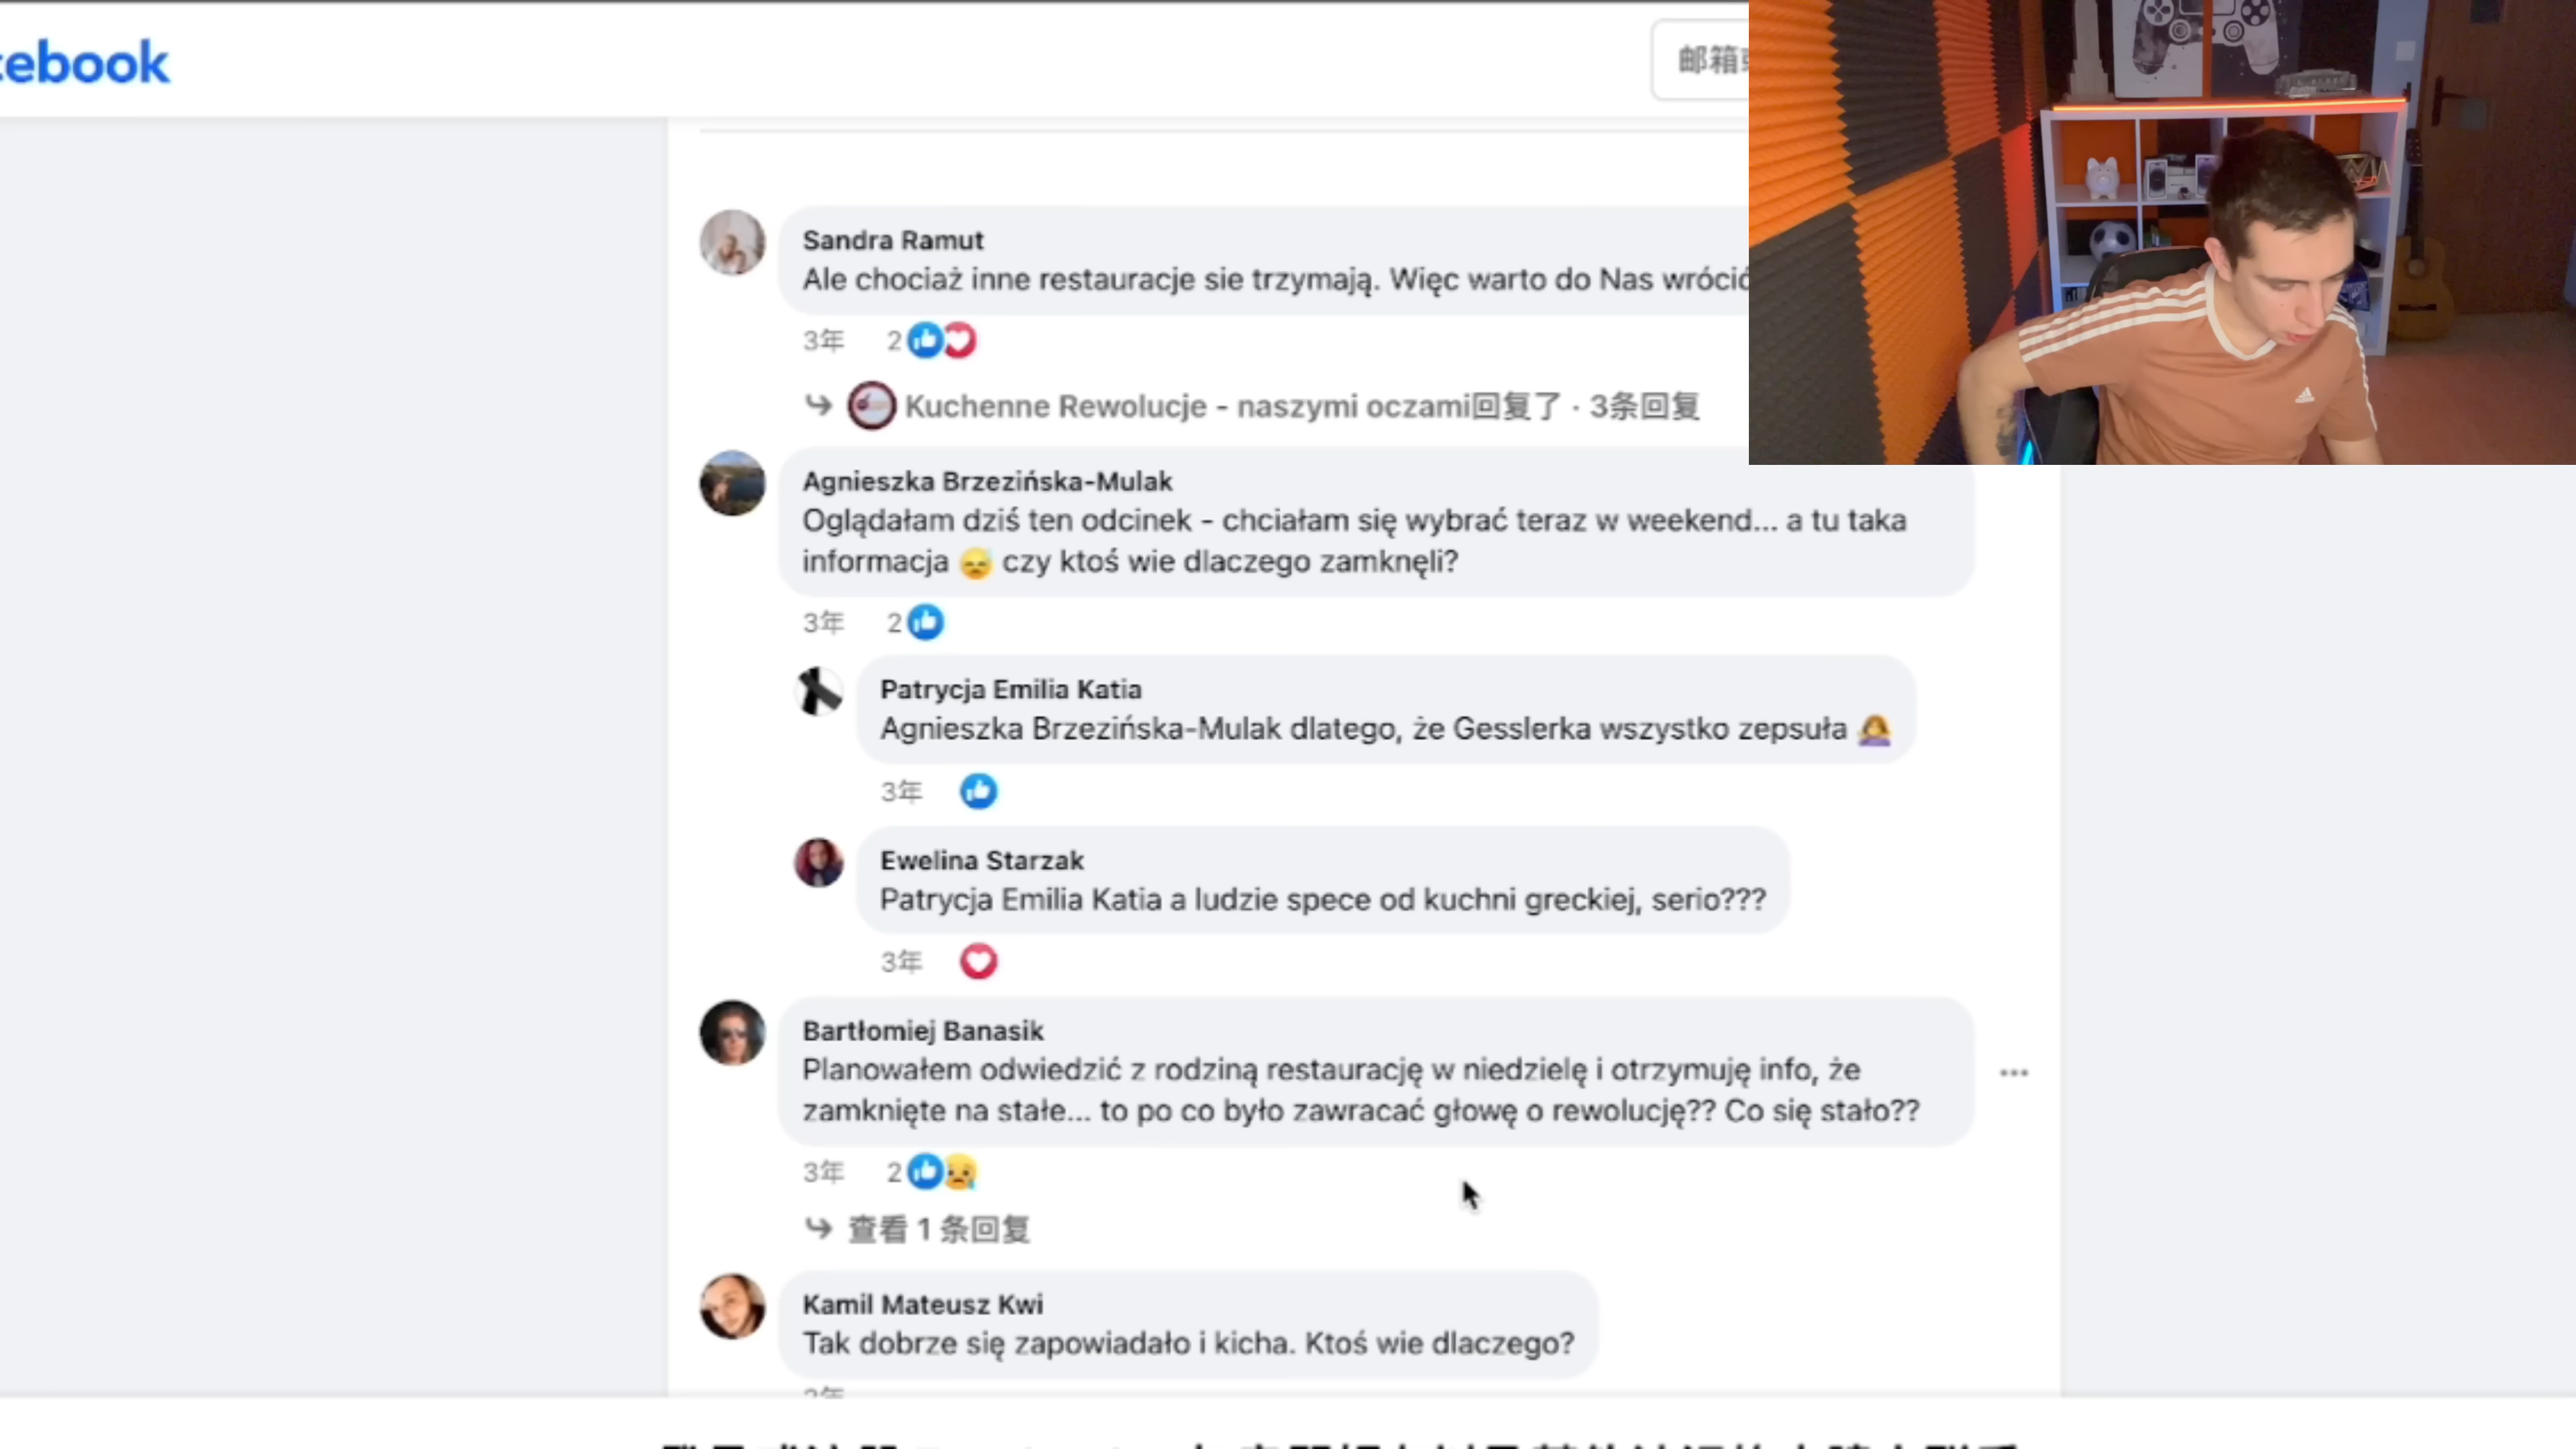 cebook
邮箱
Sandra Ramut
Ale chociaż inne restauracje sie trzymają. Więc warto do Nas wrócić
3年 2
Kuchenne Rewolucje - naszymi oczami回复了 · 3条回复
Agnieszka Brzezińska-Mulak
Oglądałam dziś ten odcinek - chciałam się wybrać teraz w weekend... a tu taka
informacja 😥 czy ktoś wie dlaczego zamknęli?
3年 2
Patrycja Emilia Katia
Agnieszka Brzezińska-Mulak dlatego, że Gesslerka wszystko zepsuła 🤦‍♀️
3年
Ewelina Starzak
Patrycja Emilia Katia a ludzie spece od kuchni greckiej, serio???
3年
Bartłomiej Banasik
Planowałem odwiedzić z rodziną restaurację w niedzielę i otrzymuję info, że
zamknięte na stałe... to po co było zawracać głowę o rewolucję?? Co się stało??
3年 2
查看 1 条回复
Kamil Mateusz Kwi
Tak dobrze się zapowiadało i kicha. Ktoś wie dlaczego?